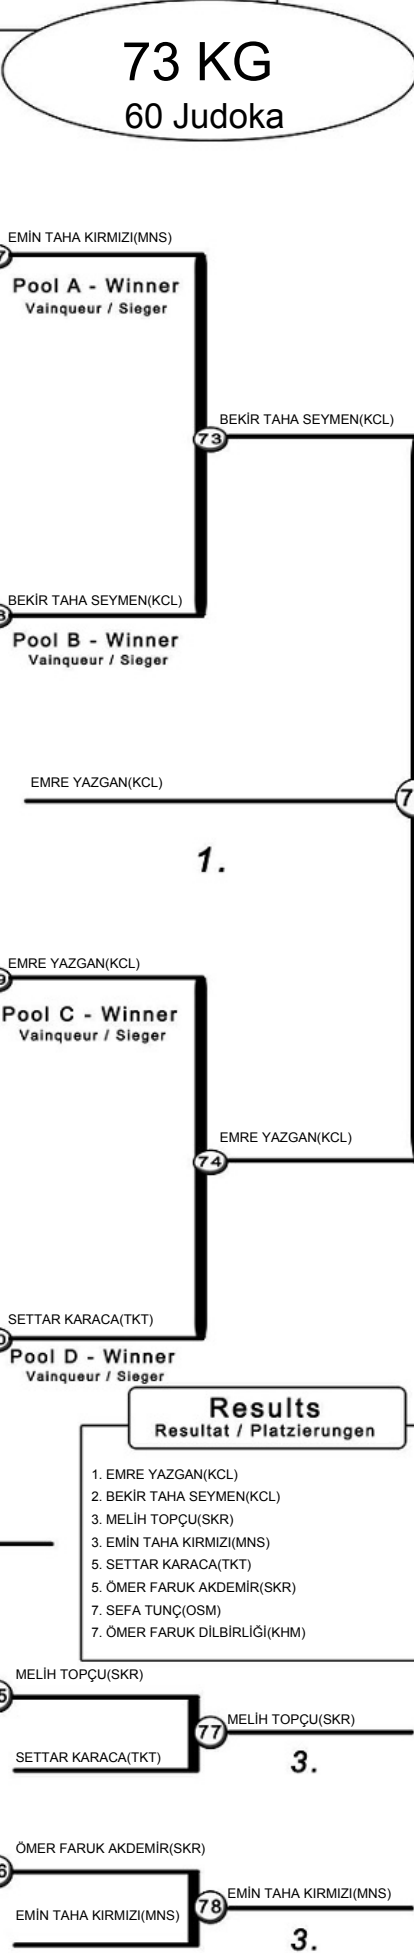 73 KG
60 Judoka
EMİN TAHA KIRMIZI(MNS)
Pool A - Winner
Vainqueur / Sieger
BEKİR TAHA SEYMEN(KCL)
73
BEKİR TAHA SEYMEN(KCL)
Pool B - Winner
Vainqueur / Sieger
EMRE YAZGAN(KCL)
1.
EMRE YAZGAN(KCL)
Pool C - Winner
Vainqueur / Sieger
EMRE YAZGAN(KCL)
74
SETTAR KARACA(TKT)
Pool D - Winner
Vainqueur / Sieger
Results
Resultat / Platzierungen
1. EMRE YAZGAN(KCL)
2. BEKİR TAHA SEYMEN(KCL)
3. MELİH TOPÇU(SKR)
3. EMİN TAHA KIRMIZI(MNS)
5. SETTAR KARACA(TKT)
5. ÖMER FARUK AKDEMİR(SKR)
7. SEFA TUNÇ(OSM)
7. ÖMER FARUK DİLBİRLİĞİ(KHM)
MELİH TOPÇU(SKR)
77
MELİH TOPÇU(SKR)
SETTAR KARACA(TKT)
3.
ÖMER FARUK AKDEMİR(SKR)
78
EMİN TAHA KIRMIZI(MNS)
EMİN TAHA KIRMIZI(MNS)
3.